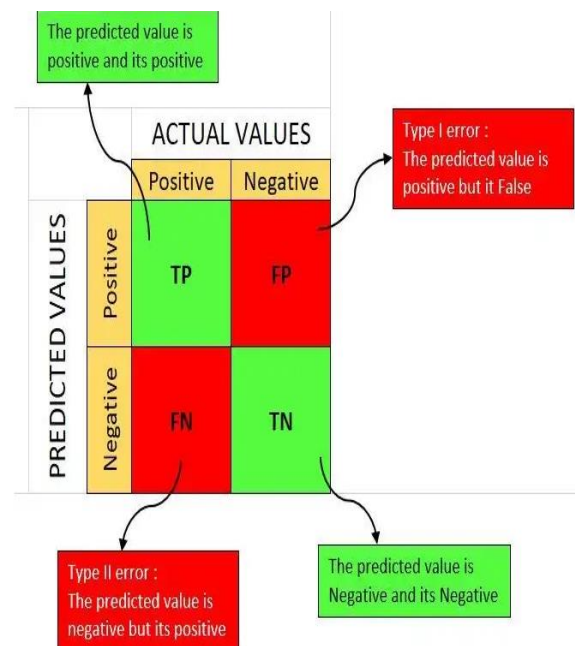 The predicted value is
positive and its positive
ACTUAL VALUES
Positive Negative
Type I error :
The predicted value is
positive but it False
PREDICTED VALUES
Positive
TP FP
Negative
FN TN
Type II error :
The predicted value is
negative but its positive
The predicted value is
Negative and its Negative